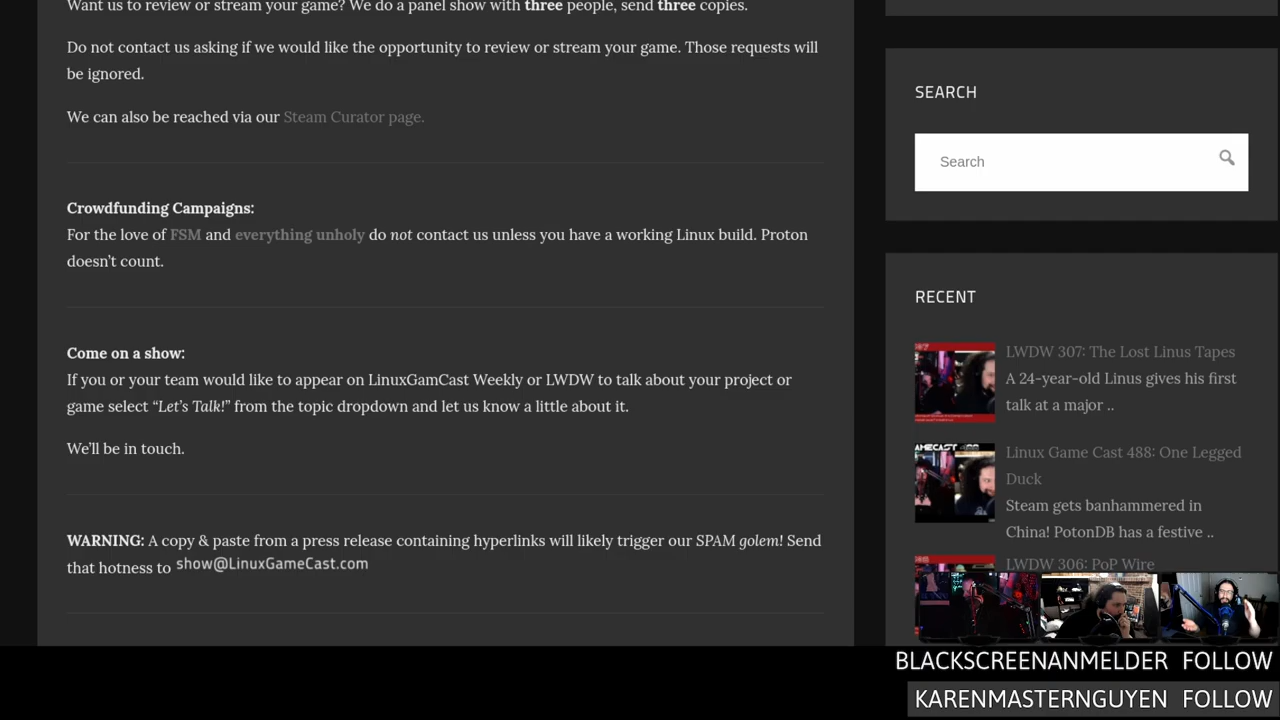 Want us to review or stream your game? We do a panel show with three people, send three copies.
Do not contact us asking if we would like the opportunity to review or stream your game. Those requests will
be ignored.
We can also be reached via our Steam Curator page.
Crowdfunding Campaigns:
For the love of FSM and everything unholy do not contact us unless you have a working Linux build. Proton
doesn’t count.
Come on a show:
If you or your team would like to appear on LinuxGamCast Weekly or LWDW to talk about your project or
game select “Let’s Talk!” from the topic dropdown and let us know a little about it.
We’ll be in touch.
WARNING: A copy & paste from a press release containing hyperlinks will likely trigger our SPAM golem! Send
that hotness to show@LinuxGameCast.com
SEARCH
Search
RECENT
LWDW 307: The Lost Linus Tapes
A 24-year-old Linus gives his first
talk at a major ..
Linux Game Cast 488: One Legged
Duck
Steam gets banhammered in
China! PotonDB has a festive ..
LWDW 306: PoP Wire
BLACKSCREENANMELDER FOLLOW
KARENMASTERNGUYEN FOLLOW